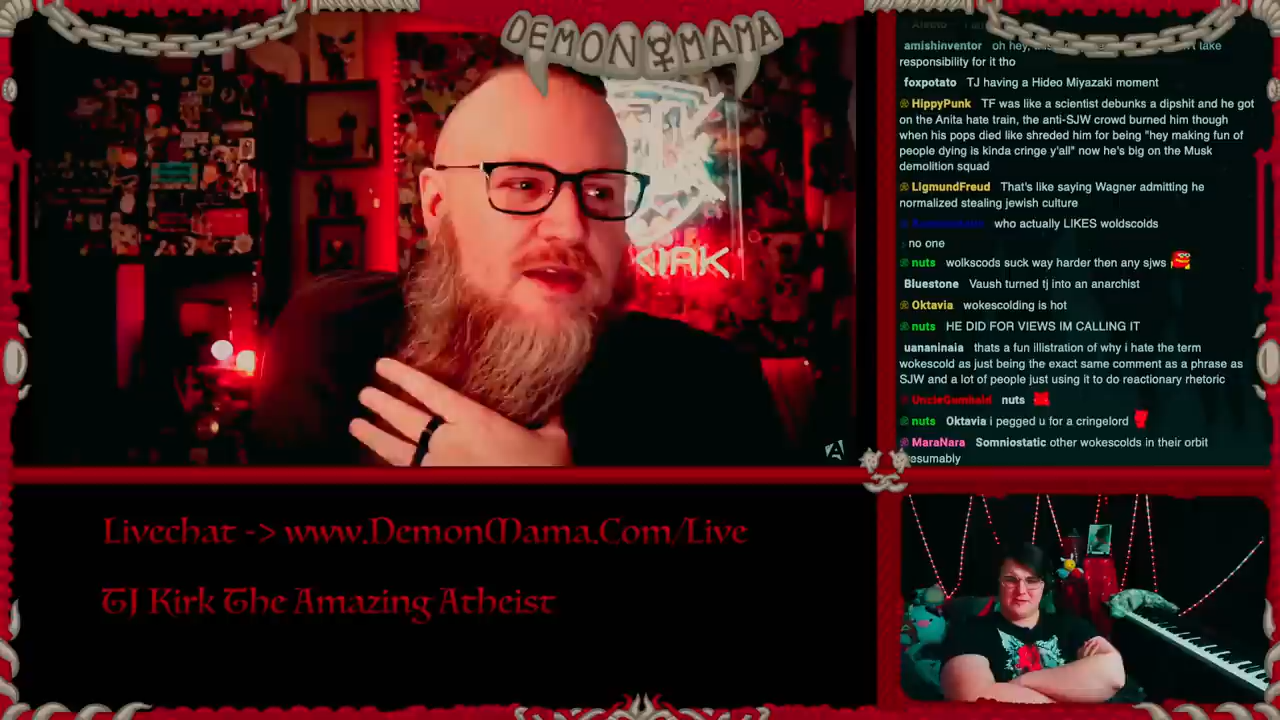 DEMON MAMA
KIRK
amishinventor oh hey, take
responsibility for it tho
foxpotato TJ having a Hideo Miyazaki moment
HippyPunk TF was like a scientist debunks a dipshit and he got
on the Anita hate train, the anti-SJW crowd burned him though
when his pops died like shreded him for being "hey making fun of
people dying is kinda cringe y'all" now he's big on the Musk
demolition squad
LigmundFreud That's like saying Wagner admitting he
normalized stealing jewish culture
who actually LIKES woldscolds
no one
nuts wolkscods suck way harder then any sjws
Bluestone Vaush turned tj into an anarchist
Oktavia wokescolding is hot
nuts HE DID FOR VIEWS IM CALLING IT
uananinaia thats a fun illistration of why i hate the term
wokescold as just being the exact same comment as a phrase as
SJW and a lot of people just using it to do reactionary rhetoric
UncleGumbald nuts
nuts Oktavia i pegged u for a cringelord
MaraNara Somniostatic other wokescolds in their orbit
presumably
Livechat -> www.DemonMama.Com/Live
TJ Kirk The Amazing Atheist